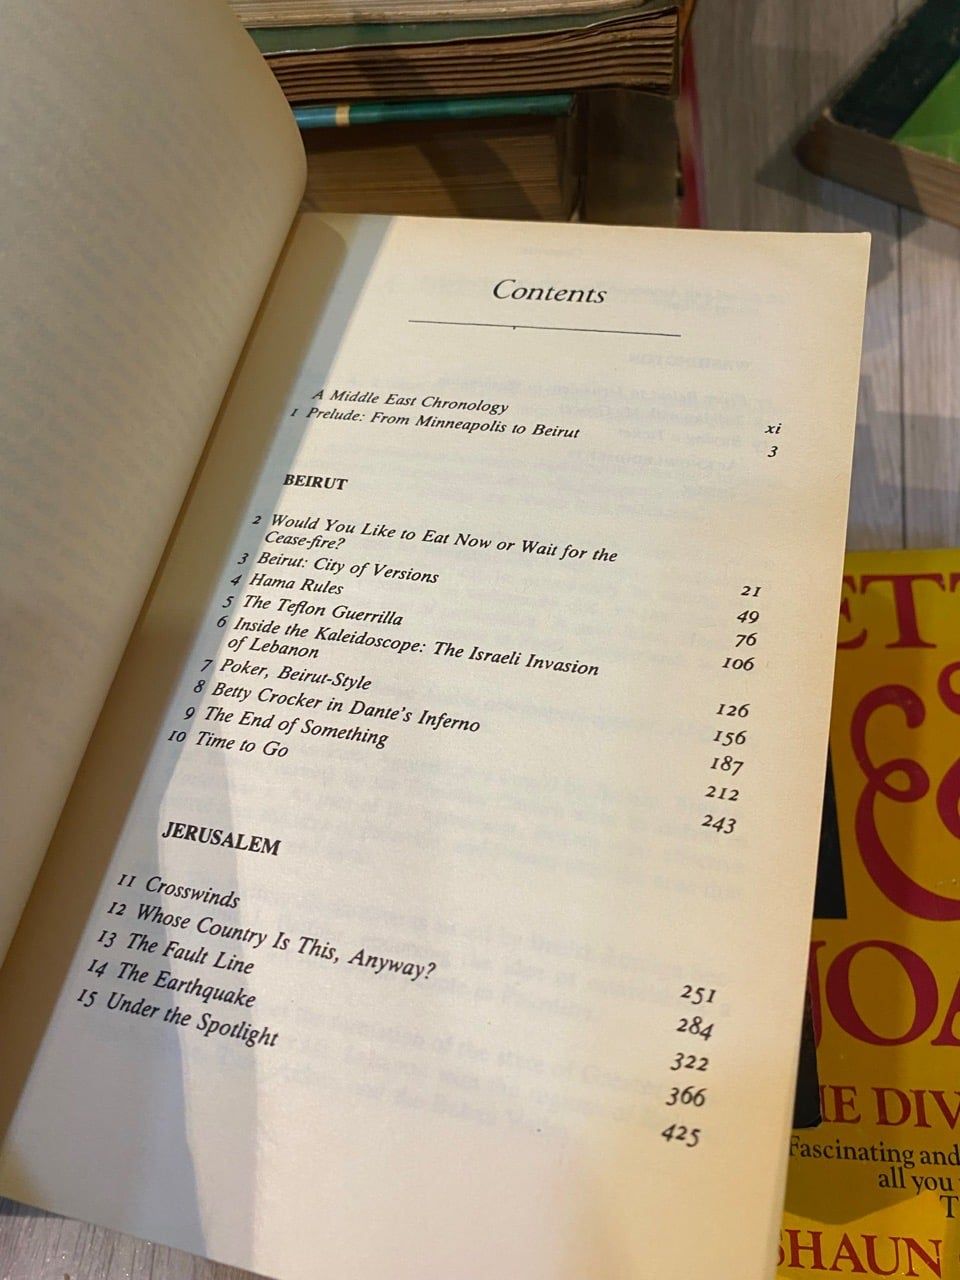 Contents
A Middle East Chronology xi
1 Prelude: From Minneapolis to Beirut 3
BEIRUT
2 Would You Like to Eat Now or Wait for the
Cease-fire? 21
3 Beirut: City of Versions 49
4 Hama Rules 76
5 The Teflon Guerrilla 106
6 Inside the Kaleidoscope: The Israeli Invasion
of Lebanon 126
7 Poker, Beirut-Style 156
8 Betty Crocker in Dante's Inferno 187
9 The End of Something 212
10 Time to Go 243
JERUSALEM
11 Crosswinds 251
12 Whose Country Is This, Anyway? 284
13 The Fault Line 322
14 The Earthquake 366
15 Under the Spotlight 425
ETT
&
JOA
HE DIV
Fascinating and
all you
T
SHAUN